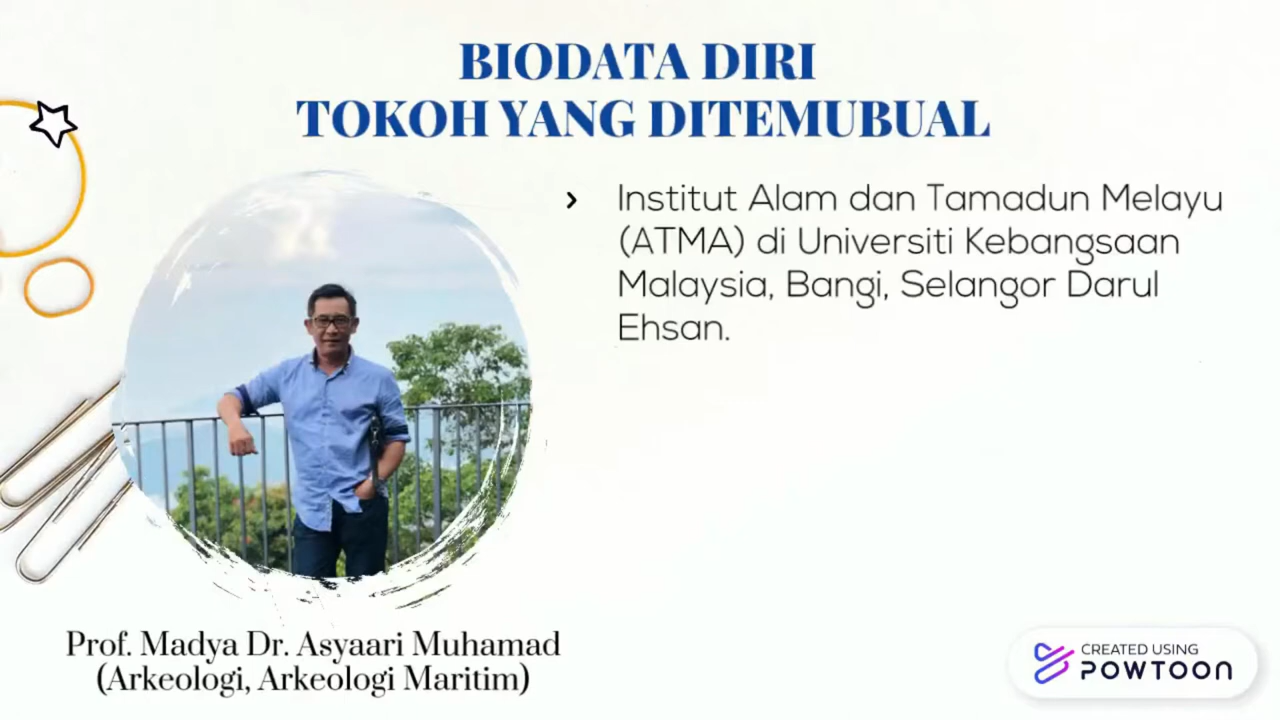 BIODATA DIRI
TOKOH YANG DITEMUBUAL
› Institut Alam dan Tamadun Melayu
(ATMA) di Universiti Kebangsaan
Malaysia, Bangi, Selangor Darul
Ehsan.
Prof. Madya Dr. Asyaari Muhamad
(Arkeologi, Arkeologi Maritim)
CREATED USING
POWTOON